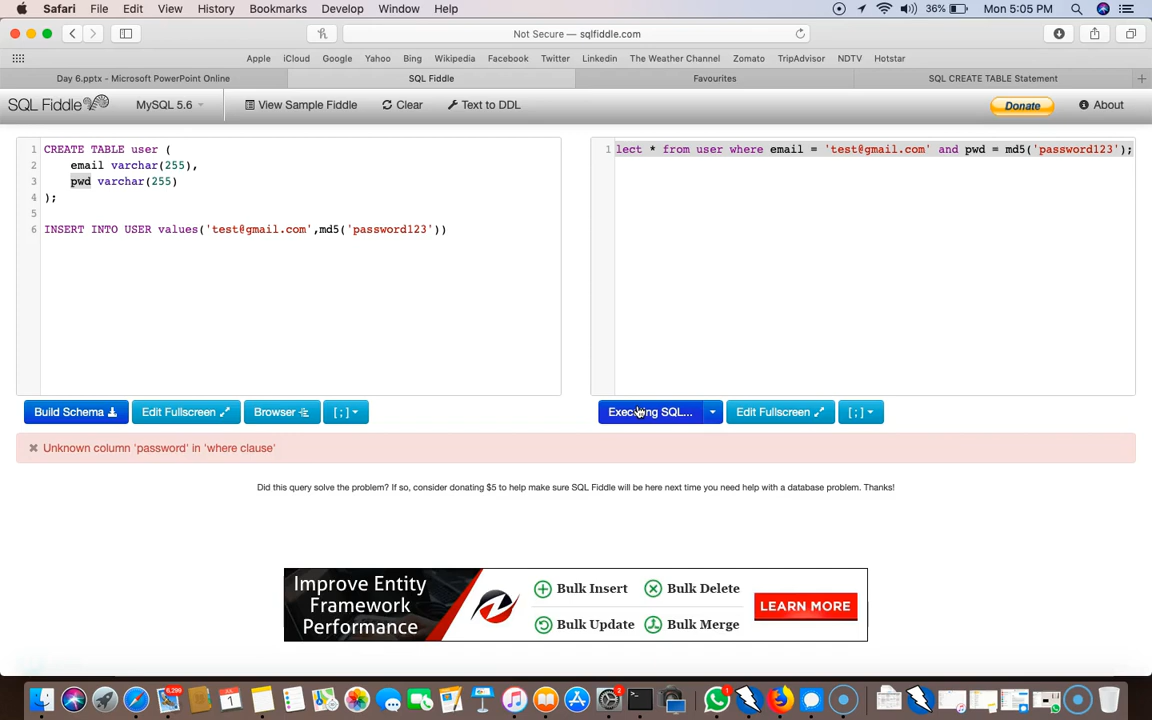 Safari File Edit View History Bookmarks Develop Window Help 36% Mon 5:05 PM
Not Secure — sqlfiddle.com
Apple iCloud Google Yahoo Bing Wikipedia Facebook Twitter Linkedin The Weather Channel Zomato TripAdvisor NDTV Hotstar
Day 6.pptx - Microsoft PowerPoint Online SQL Fiddle Favourites SQL CREATE TABLE Statement
SQL Fiddle MySQL 5.6 View Sample Fiddle Clear Text to DDL Donate About
1 CREATE TABLE user (
2 email varchar(255),
3 pwd varchar(255)
4 );
5
6 INSERT INTO USER values('test@gmail.com',md5('password123'))
1 lect * from user where email = 'test@gmail.com' and pwd = md5('password123');
Build Schema Edit Fullscreen Browser [ ; ] Executing SQL... Edit Fullscreen [ ; ]
Unknown column 'password' in 'where clause'
Did this query solve the problem? If so, consider donating $5 to help make sure SQL Fiddle will be here next time you need help with a database problem. Thanks!
Improve Entity
Framework
Performance
Bulk Insert Bulk Delete
Bulk Update Bulk Merge
LEARN MORE